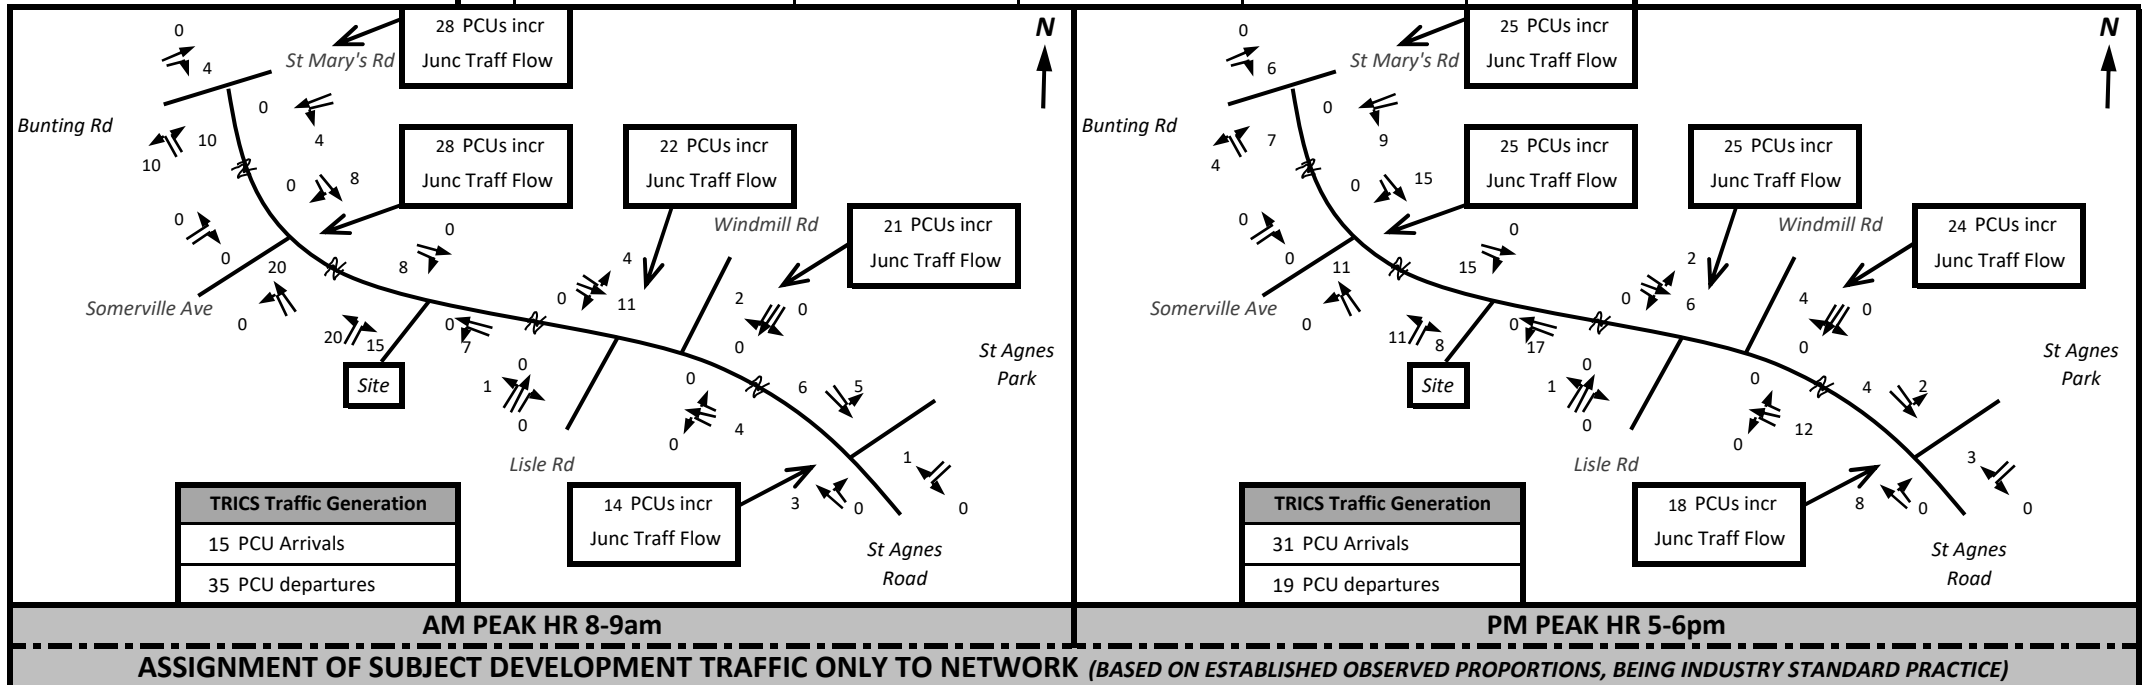 28 PCUs incr
Junc Traff Flow
N
0
St Mary's Rd
4
0
4
Bunting Rd
10
10
28 PCUs incr
Junc Traff Flow
22 PCUs incr
Junc Traff Flow
0
8
0
0
20
0
Somerville Ave
8
0
Windmill Rd
21 PCUs incr
Junc Traff Flow
0
4
11
2
0
0
20
15
0
7
Site
1
0
0
Lisle Rd
0
4
0
6
5
St Agnes
Park
1
0
3
0
14 PCUs incr
Junc Traff Flow
St Agnes
Road
TRICS Traffic Generation
15 PCU Arrivals
35 PCU departures
AM PEAK HR 8-9am
25 PCUs incr
Junc Traff Flow
N
0
St Mary's Rd
6
0
9
Bunting Rd
7
4
25 PCUs incr
Junc Traff Flow
25 PCUs incr
Junc Traff Flow
0
15
0
0
11
0
Somerville Ave
15
0
Windmill Rd
24 PCUs incr
Junc Traff Flow
0
2
6
4
0
0
11
8
0
17
Site
1
0
0
Lisle Rd
0
12
0
4
2
St Agnes
Park
3
0
8
0
18 PCUs incr
Junc Traff Flow
St Agnes
Road
TRICS Traffic Generation
31 PCU Arrivals
19 PCU departures
PM PEAK HR 5-6pm
ASSIGNMENT OF SUBJECT DEVELOPMENT TRAFFIC ONLY TO NETWORK (BASED ON ESTABLISHED OBSERVED PROPORTIONS, BEING INDUSTRY STANDARD PRACTICE)